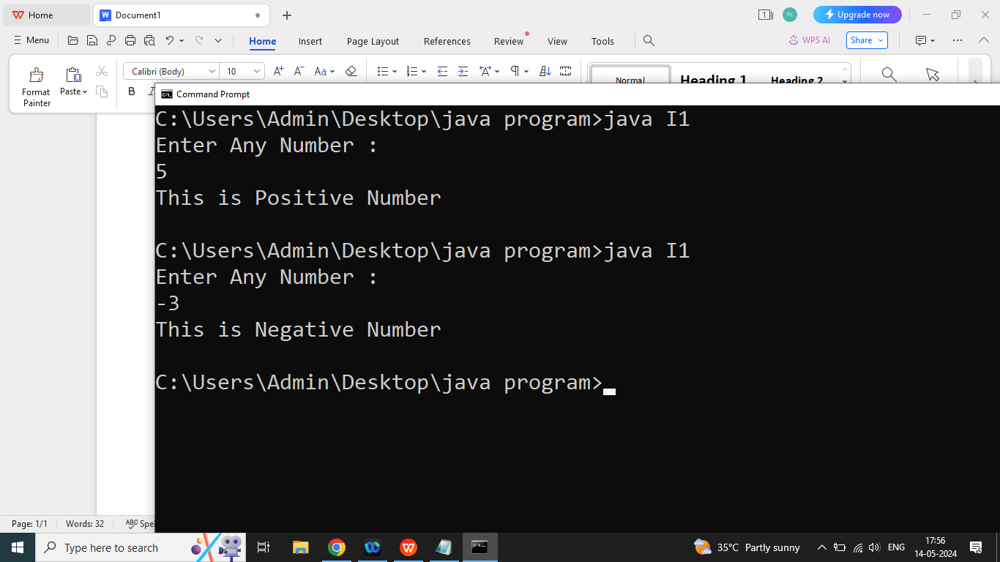 Home
Document1
1
RL
Upgrade now
Menu
Home
Insert
Page Layout
References
Review
View
Tools
WPS AI
Share
Format
Painter
Paste
Calibri (Body)
10
A+
A-
Aa
B
I
Normal
Heading 1
Heading 2
Command Prompt
C:\Users\Admin\Desktop\java program>java I1
Enter Any Number :
5
This is Positive Number
C:\Users\Admin\Desktop\java program>java I1
Enter Any Number :
-3
This is Negative Number
C:\Users\Admin\Desktop\java program>
Page: 1/1
Words: 32
ABC
Type here to search
35°C Partly sunny
ENG
17:56
14-05-2024